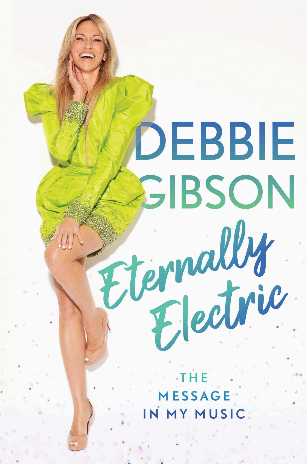 DEBBIE
GIBSON
Eternally
Electric
THE
MESSAGE
IN MY MUSIC